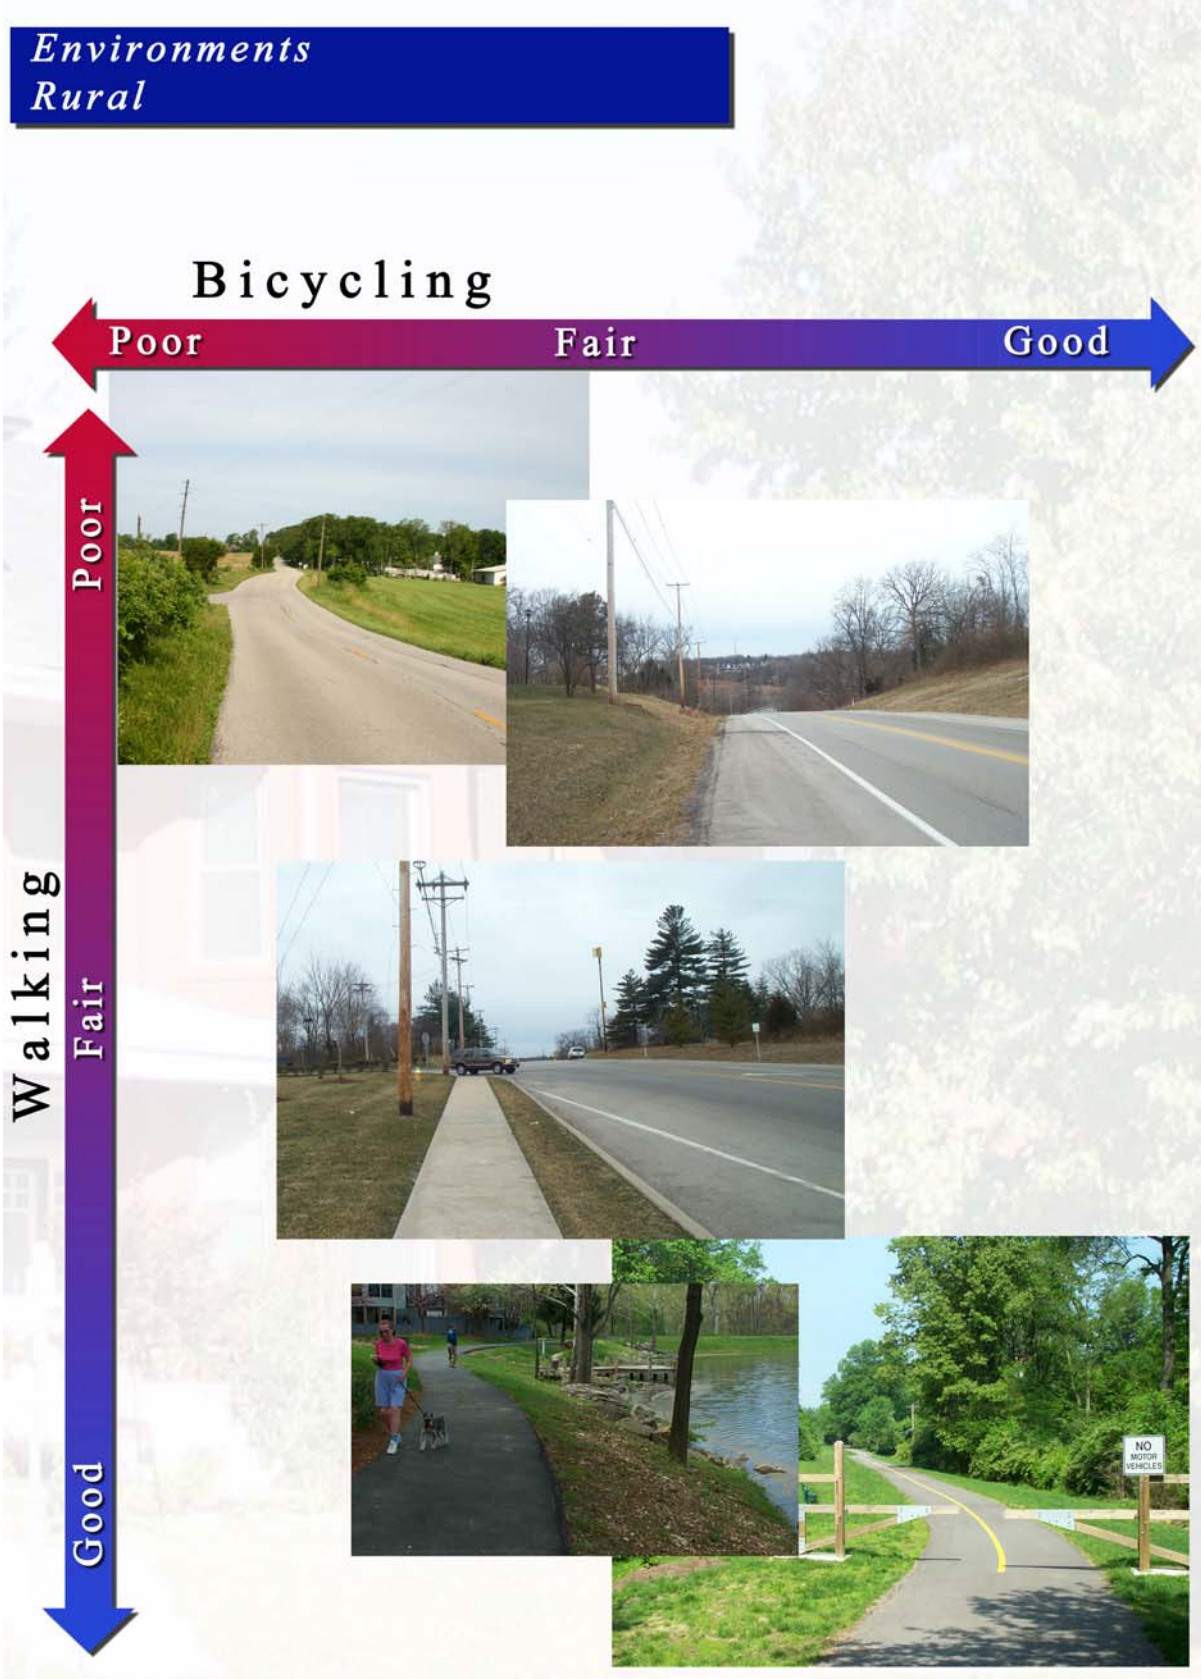 Environments
Rural
Bicycling
Poor Fair Good
Walking
Poor
Fair
Good
NO
MOTOR
VEHICLES